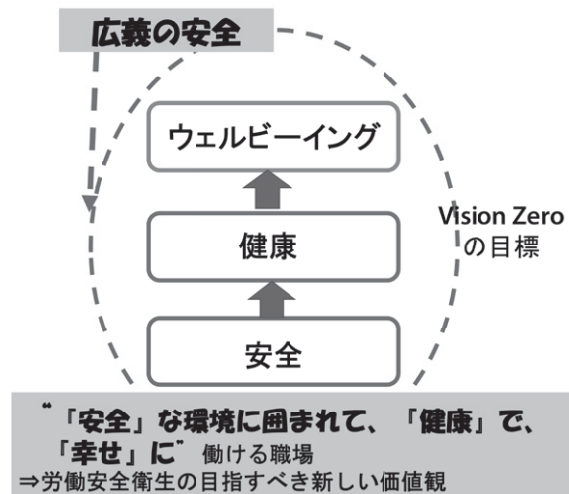 広義の安全
ウェルビーイング
健康
Vision Zero
の目標
安全
“「安全」な環境に囲まれて、「健康」で、
「幸せ」に” 働ける職場
⇒労働安全衛生の目指すべき新しい価値観